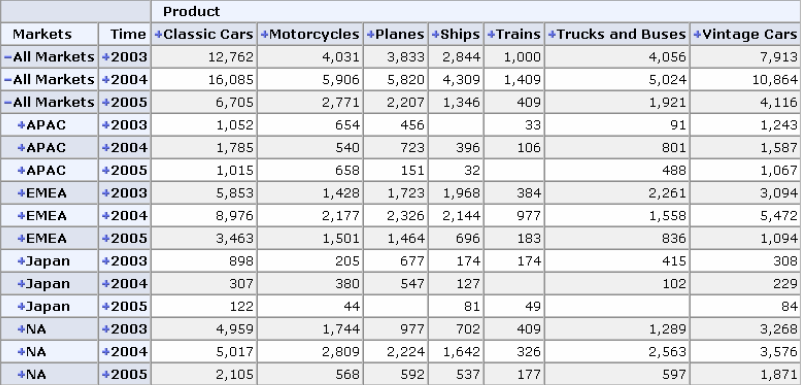 Product
Markets Time +Classic Cars +Motorcycles +Planes +Ships +Trains +Trucks and Buses +Vintage Cars
−All Markets +2003 12,762 4,031 3,833 2,844 1,000 4,056 7,913
−All Markets +2004 16,085 5,906 5,820 4,309 1,409 5,024 10,864
−All Markets +2005 6,705 2,771 2,207 1,346 409 1,921 4,116
+APAC +2003 1,052 654 456 33 91 1,243
+APAC +2004 1,785 540 723 396 106 801 1,587
+APAC +2005 1,015 658 151 32 488 1,067
+EMEA +2003 5,853 1,428 1,723 1,968 384 2,261 3,094
+EMEA +2004 8,976 2,177 2,326 2,144 977 1,558 5,472
+EMEA +2005 3,463 1,501 1,464 696 183 836 1,094
+Japan +2003 898 205 677 174 174 415 308
+Japan +2004 307 380 547 127 102 229
+Japan +2005 122 44 81 49 84
+NA +2003 4,959 1,744 977 702 409 1,289 3,268
+NA +2004 5,017 2,809 2,224 1,642 326 2,563 3,576
+NA +2005 2,105 568 592 537 177 597 1,871